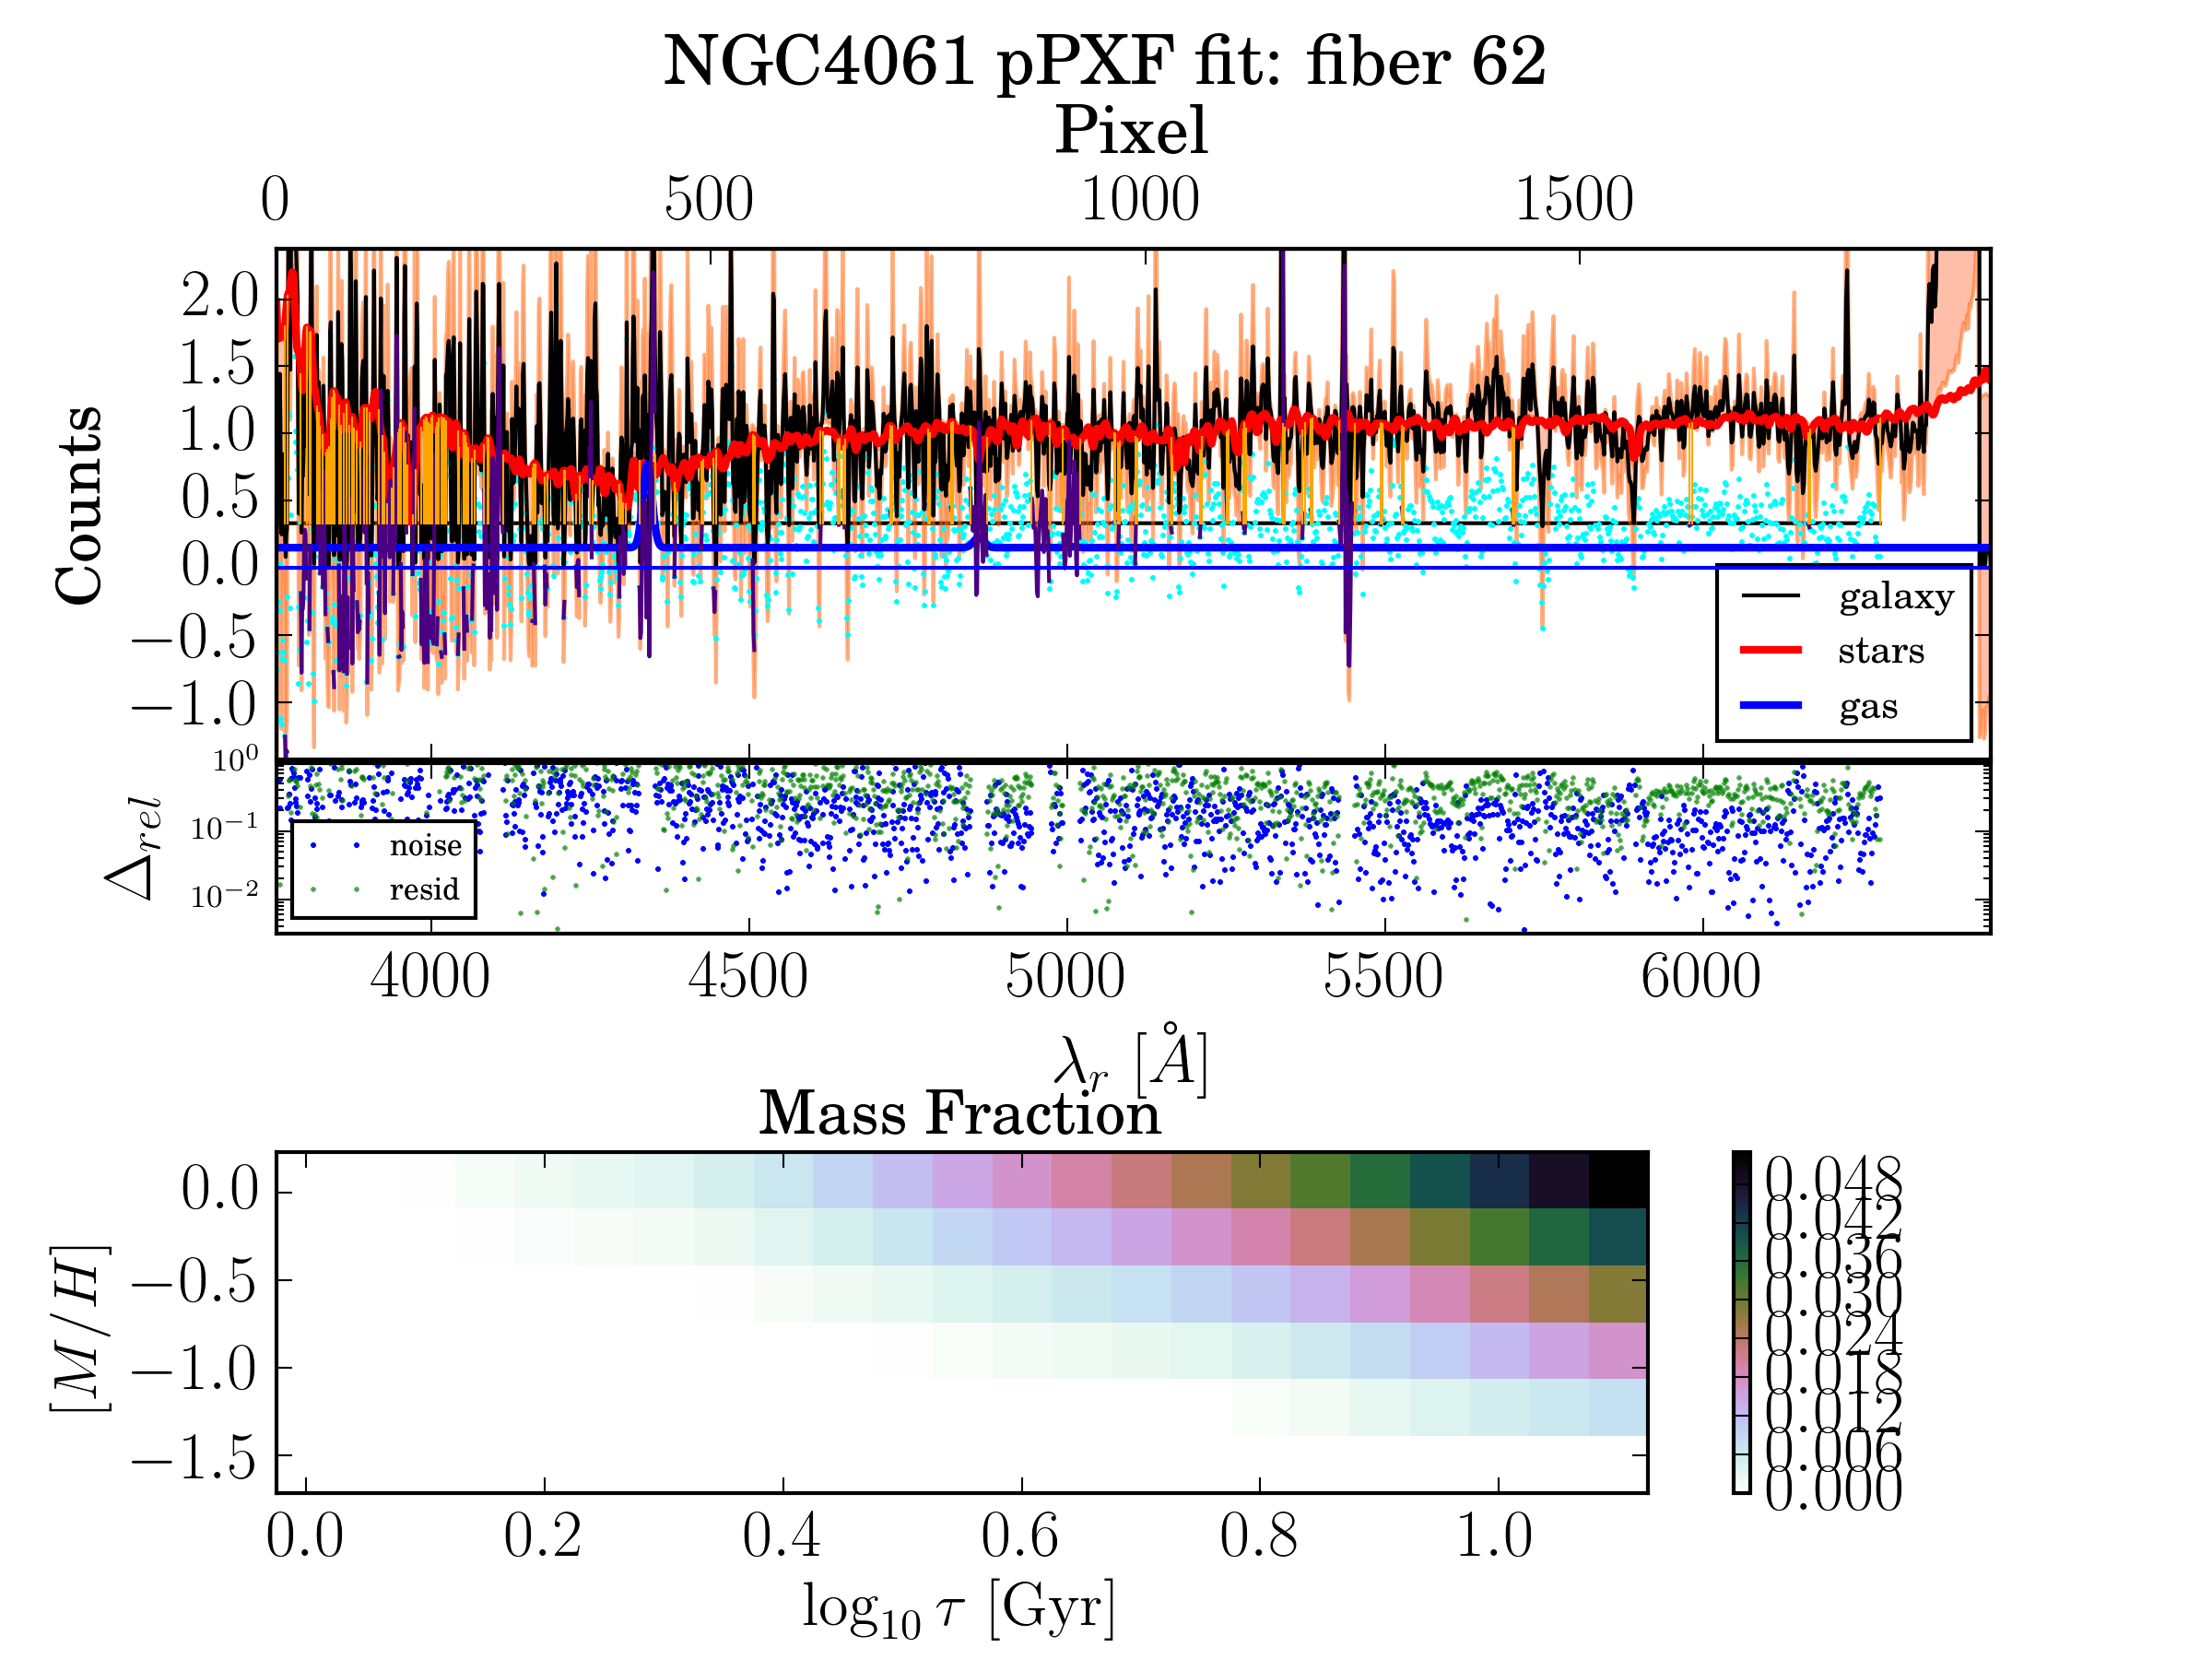 NGC4061 pPXF fit: fiber 62
Pixel
0 500 1000 1500
Counts
2.0
1.5
1.0
0.5
0.0
−0.5
−1.0
galaxy
stars
gas
Δrel
10⁰
10⁻¹
10⁻²
noise
resid
4000 4500 5000 5500 6000
λr [Å]
Mass Fraction
[M/H]
0.0
−0.5
−1.0
−1.5
0.0 0.2 0.4 0.6 0.8 1.0
log₁₀ τ [Gyr]
0.048
0.042
0.036
0.030
0.024
0.018
0.012
0.006
0.000